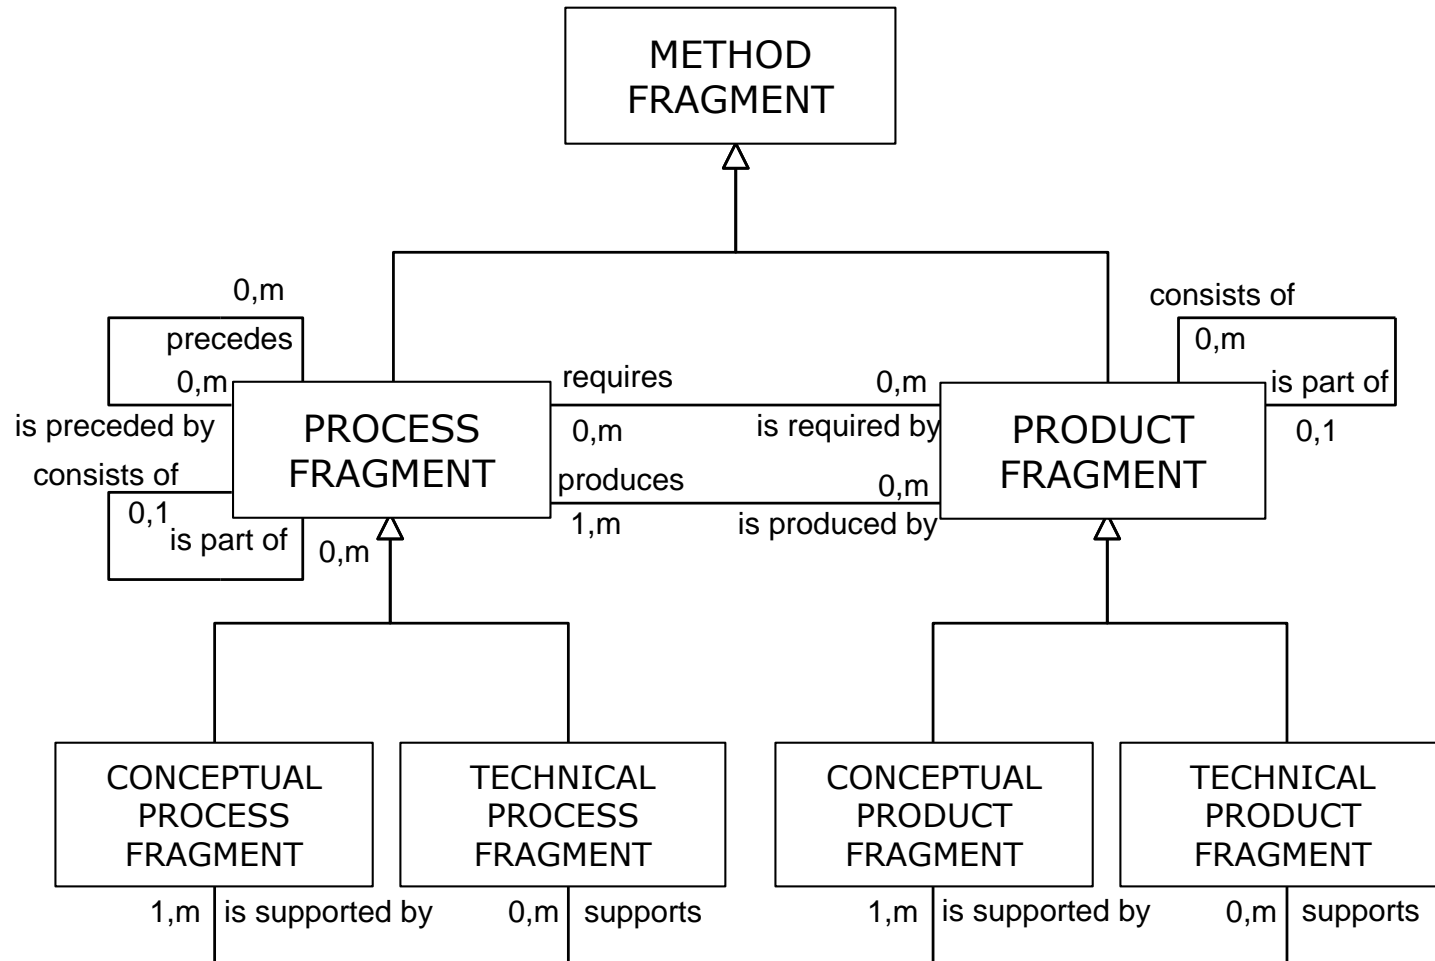 METHOD
FRAGMENT
0,m
precedes
0,m
is preceded by
consists of
0,1
is part of
0,m
PROCESS
FRAGMENT
requires
0,m
0,m
is required by
produces
0,m
1,m
is produced by
PRODUCT
FRAGMENT
consists of
0,m
is part of
0,1
CONCEPTUAL
PROCESS
FRAGMENT
TECHNICAL
PROCESS
FRAGMENT
CONCEPTUAL
PRODUCT
FRAGMENT
TECHNICAL
PRODUCT
FRAGMENT
1,m is supported by
0,m supports
1,m is supported by
0,m supports